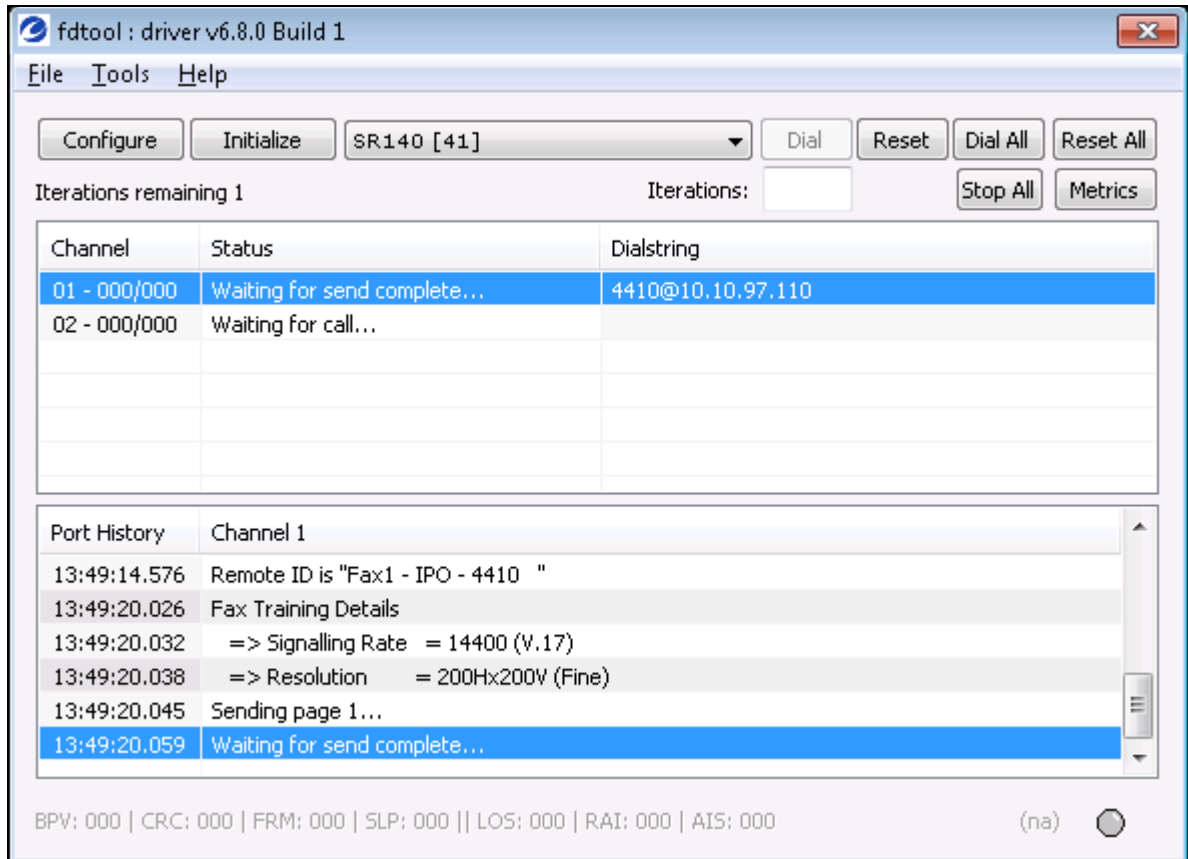 fdtool : driver v6.8.0 Build 1
File Tools Help
Configure Initialize SR140 [41] Dial Reset Dial All Reset All
Iterations remaining 1 Iterations: Stop All Metrics
Channel Status Dialstring
01 - 000/000 Waiting for send complete... 4410@10.10.97.110
02 - 000/000 Waiting for call...
Port History Channel 1
13:49:14.576 Remote ID is "Fax1 - IPO - 4410   "
13:49:20.026 Fax Training Details
13:49:20.032 => Signalling Rate = 14400 (V.17)
13:49:20.038 => Resolution = 200Hx200V (Fine)
13:49:20.045 Sending page 1...
13:49:20.059 Waiting for send complete...
BPV: 000 | CRC: 000 | FRM: 000 | SLP: 000 || LOS: 000 | RAI: 000 | AIS: 000 (na)